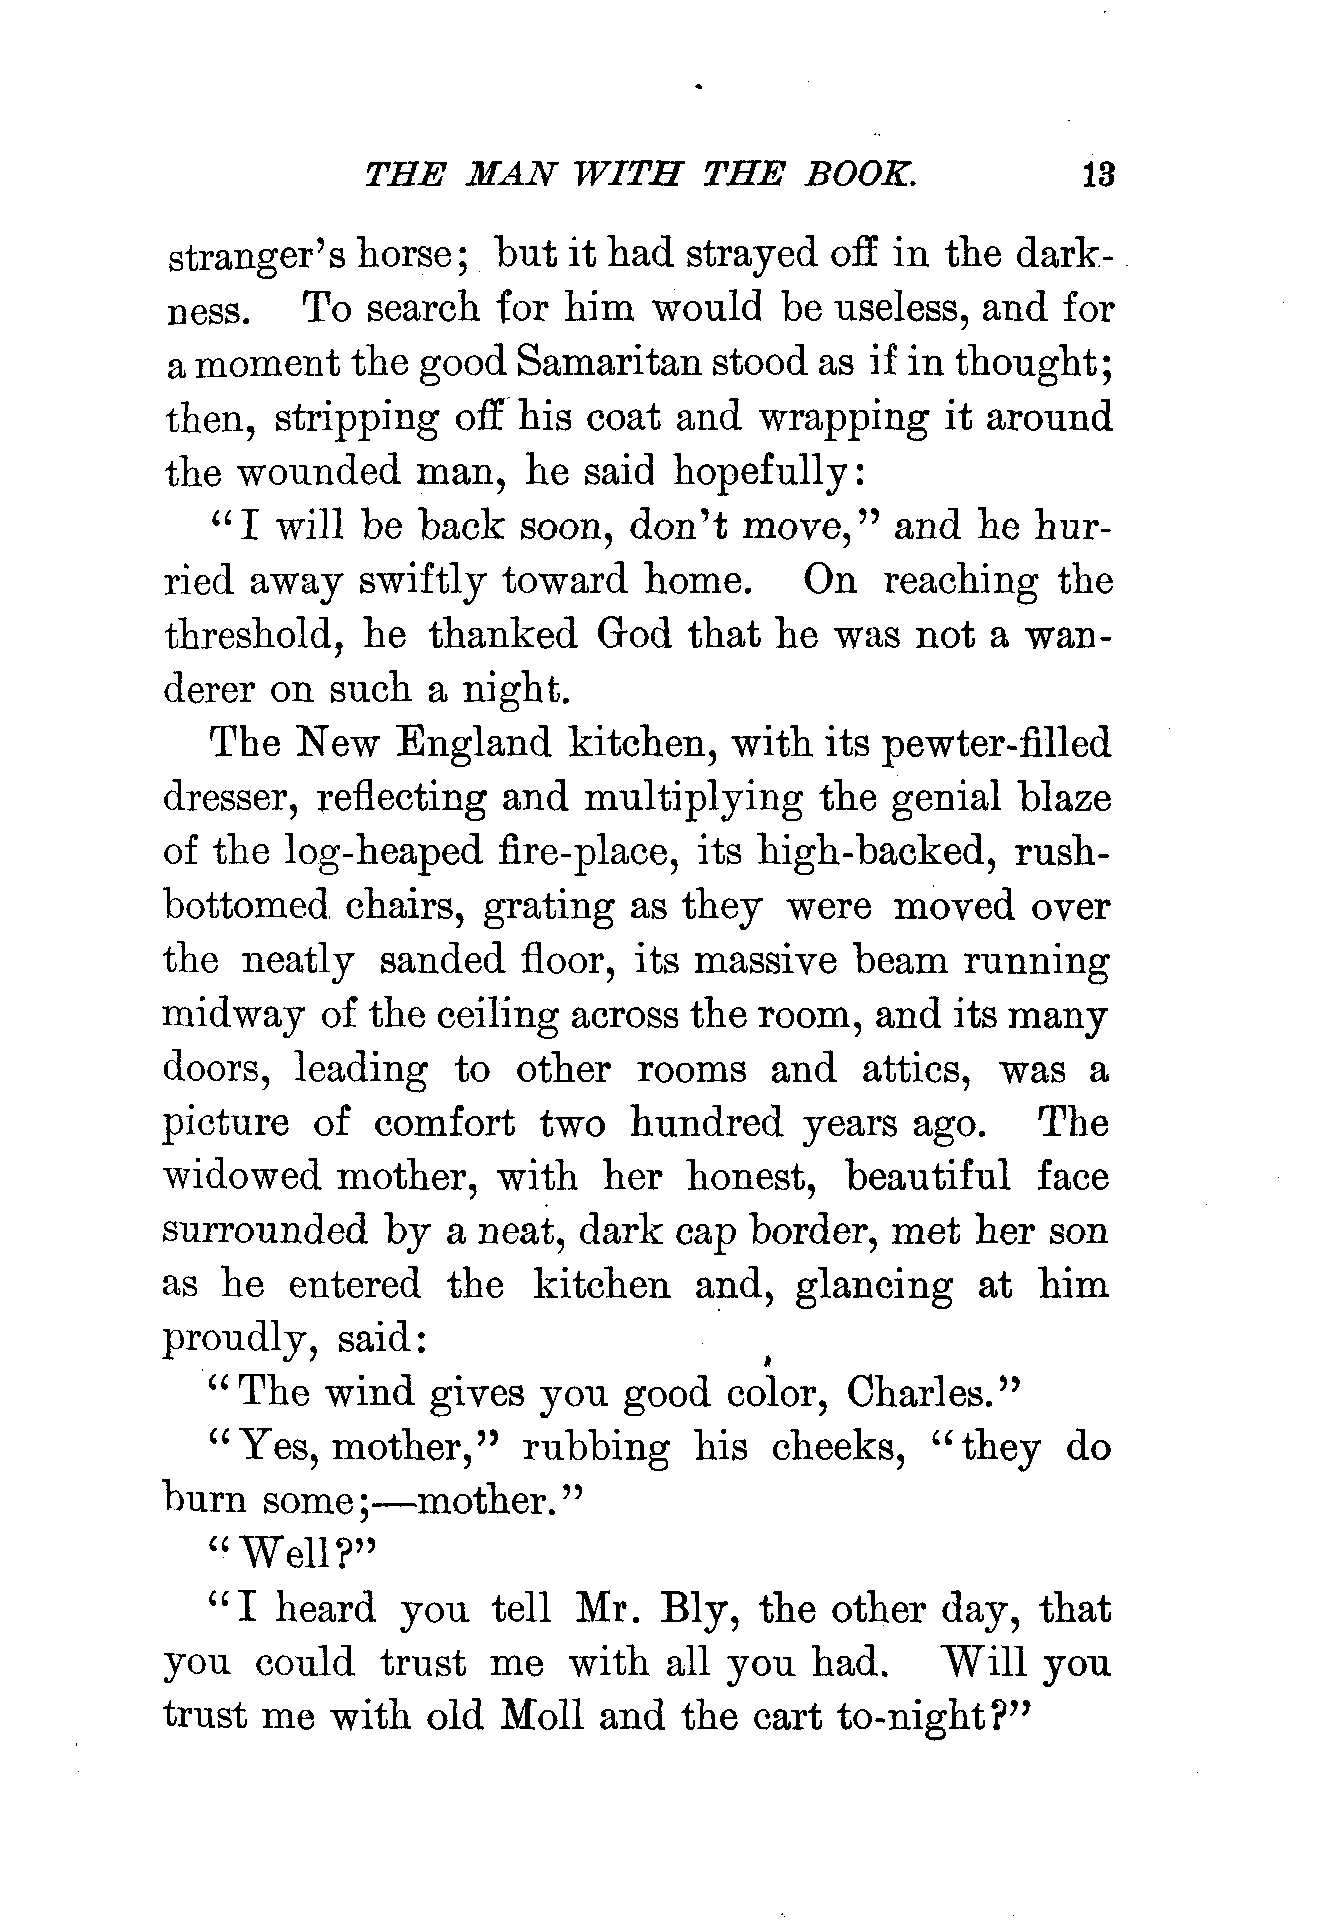 THE MAN WITH THE BOOK. 13
stranger's horse; but it had strayed off in the dark-
ness. To search for him would be useless, and for
a moment the good Samaritan stood as if in thought;
then, stripping off his coat and wrapping it around
the wounded man, he said hopefully:
"I will be back soon, don't move," and he hur-
ried away swiftly toward home. On reaching the
threshold, he thanked God that he was not a wan-
derer on such a night.
The New England kitchen, with its pewter-filled
dresser, reflecting and multiplying the genial blaze
of the log-heaped fire-place, its high-backed, rush-
bottomed chairs, grating as they were moved over
the neatly sanded floor, its massive beam running
midway of the ceiling across the room, and its many
doors, leading to other rooms and attics, was a
picture of comfort two hundred years ago. The
widowed mother, with her honest, beautiful face
surrounded by a neat, dark cap border, met her son
as he entered the kitchen and, glancing at him
proudly, said:
"The wind gives you good color, Charles."
"Yes, mother," rubbing his cheeks, "they do
burn some;—mother."
"Well?"
"I heard you tell Mr. Bly, the other day, that
you could trust me with all you had. Will you
trust me with old Moll and the cart to-night?"